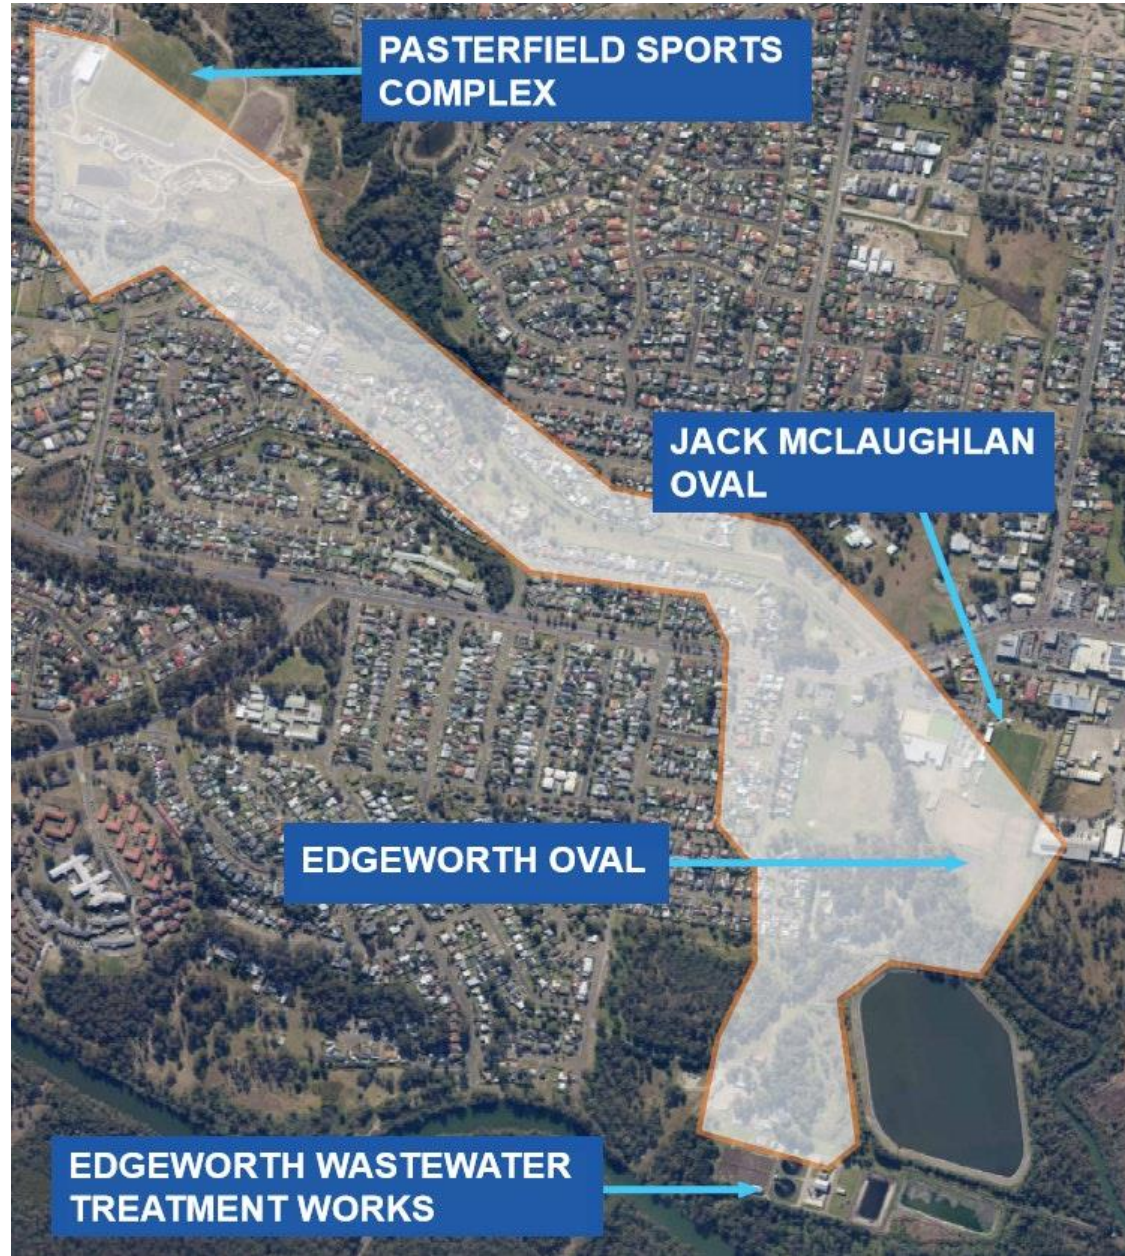 PASTERFIELD SPORTS
COMPLEX
JACK MCLAUGHLAN
OVAL
EDGEWORTH OVAL
EDGEWORTH WASTEWATER
TREATMENT WORKS